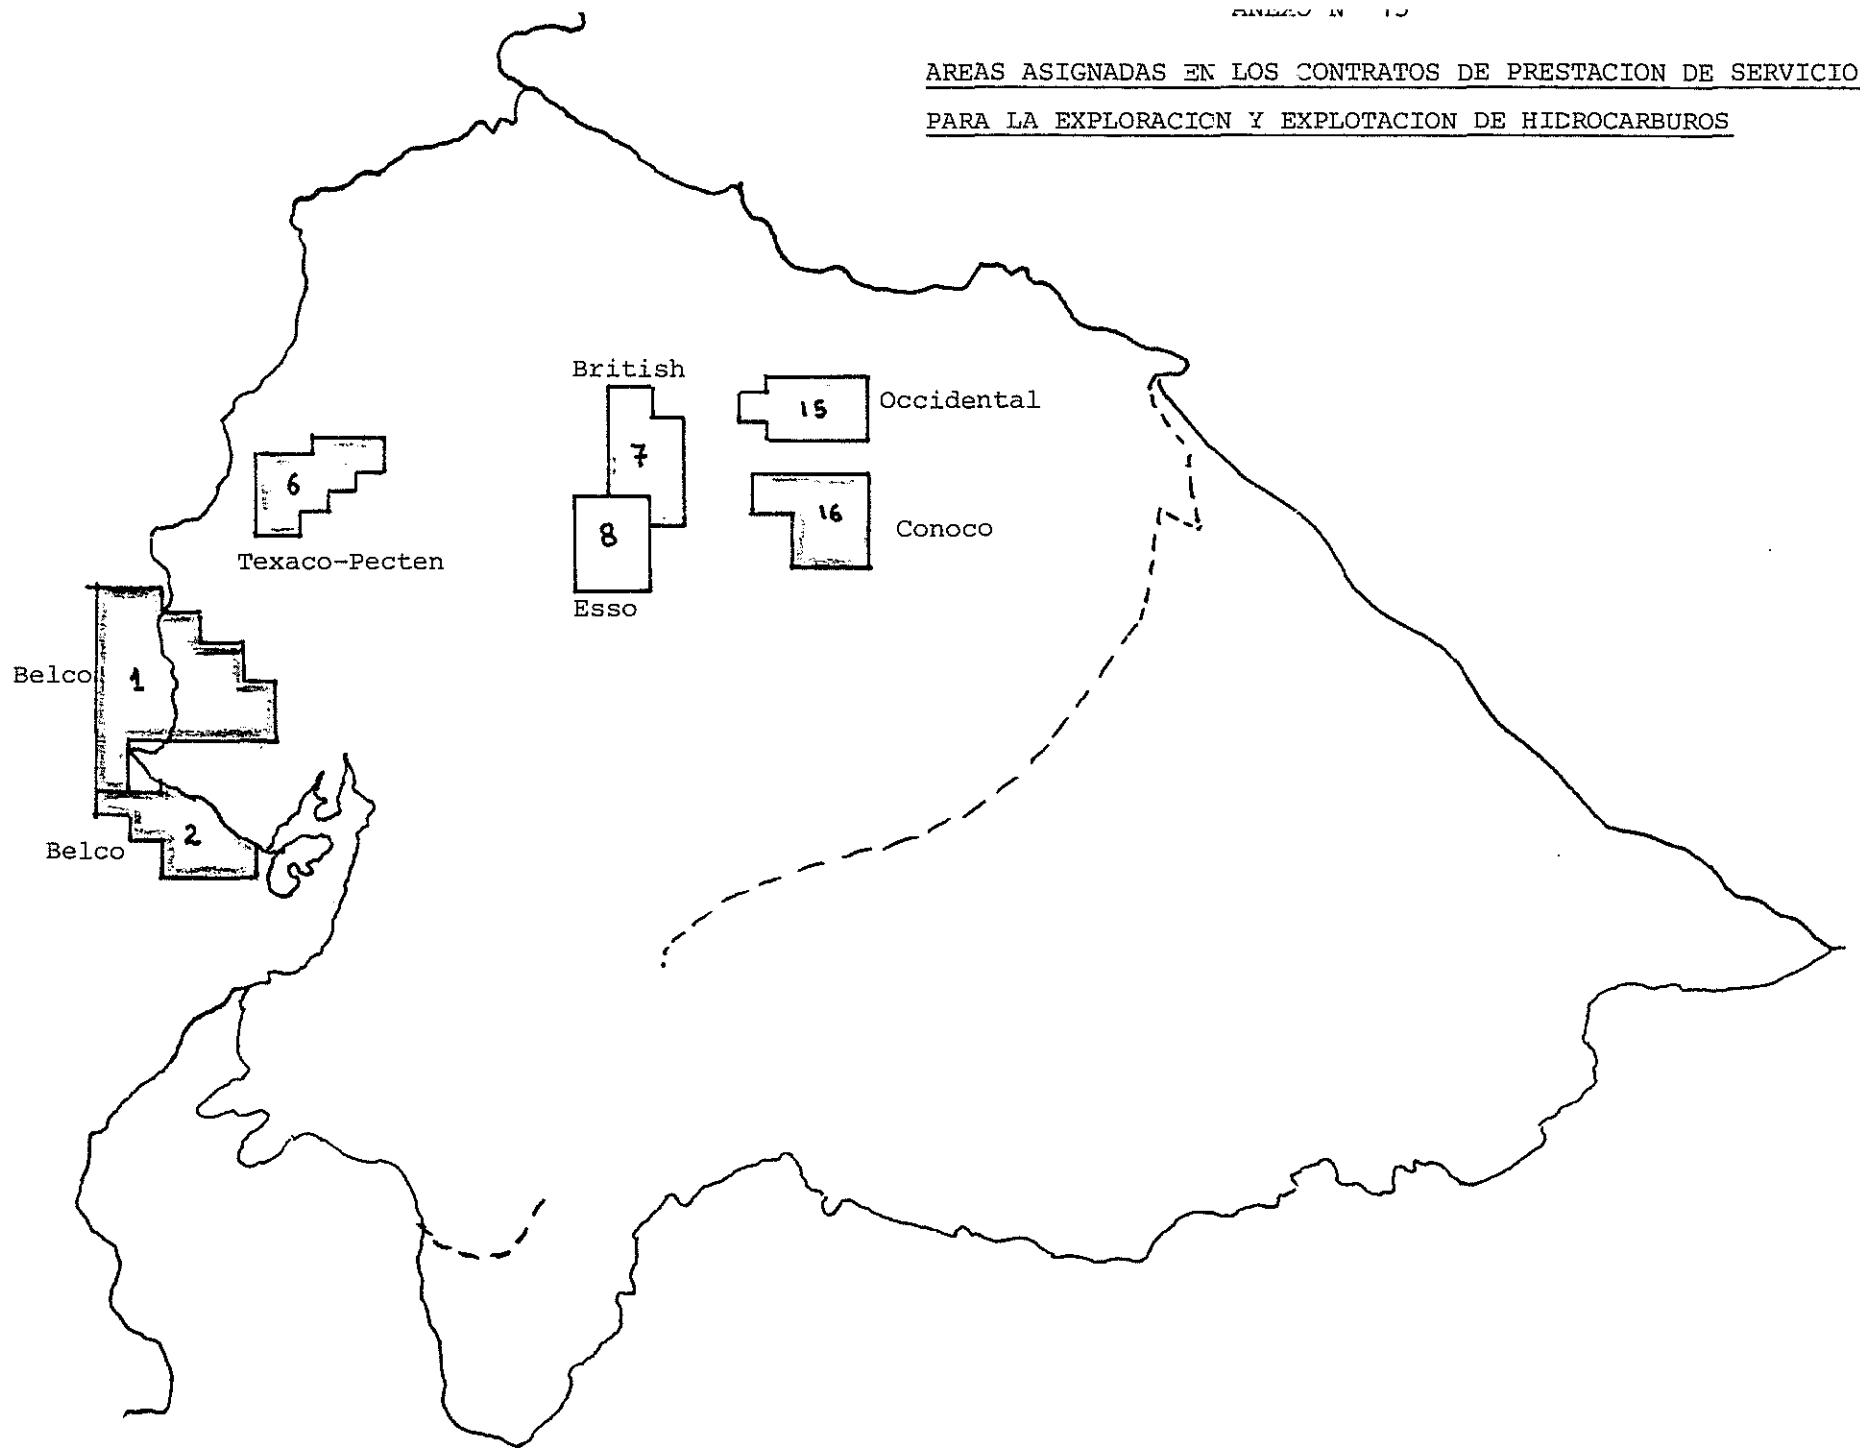 AREAS ASIGNADAS EN LOS CONTRATOS DE PRESTACION DE SERVICIO
PARA LA EXPLORACION Y EXPLOTACION DE HIDROCARBUROS
British
15
Occidental
7
6
16
8
Conoco
Texaco-Pecten
Esso
Belco
1
2
Belco